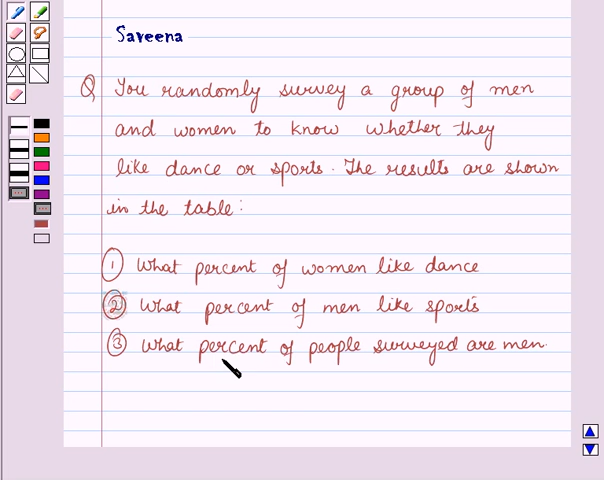 Saveena
Q You randomly survey a group of men
and women to know whether they
like dance or sports. The results are shown
in the table:
① What percent of women like dance
② What percent of men like sports
③ What percent of people surveyed are men.